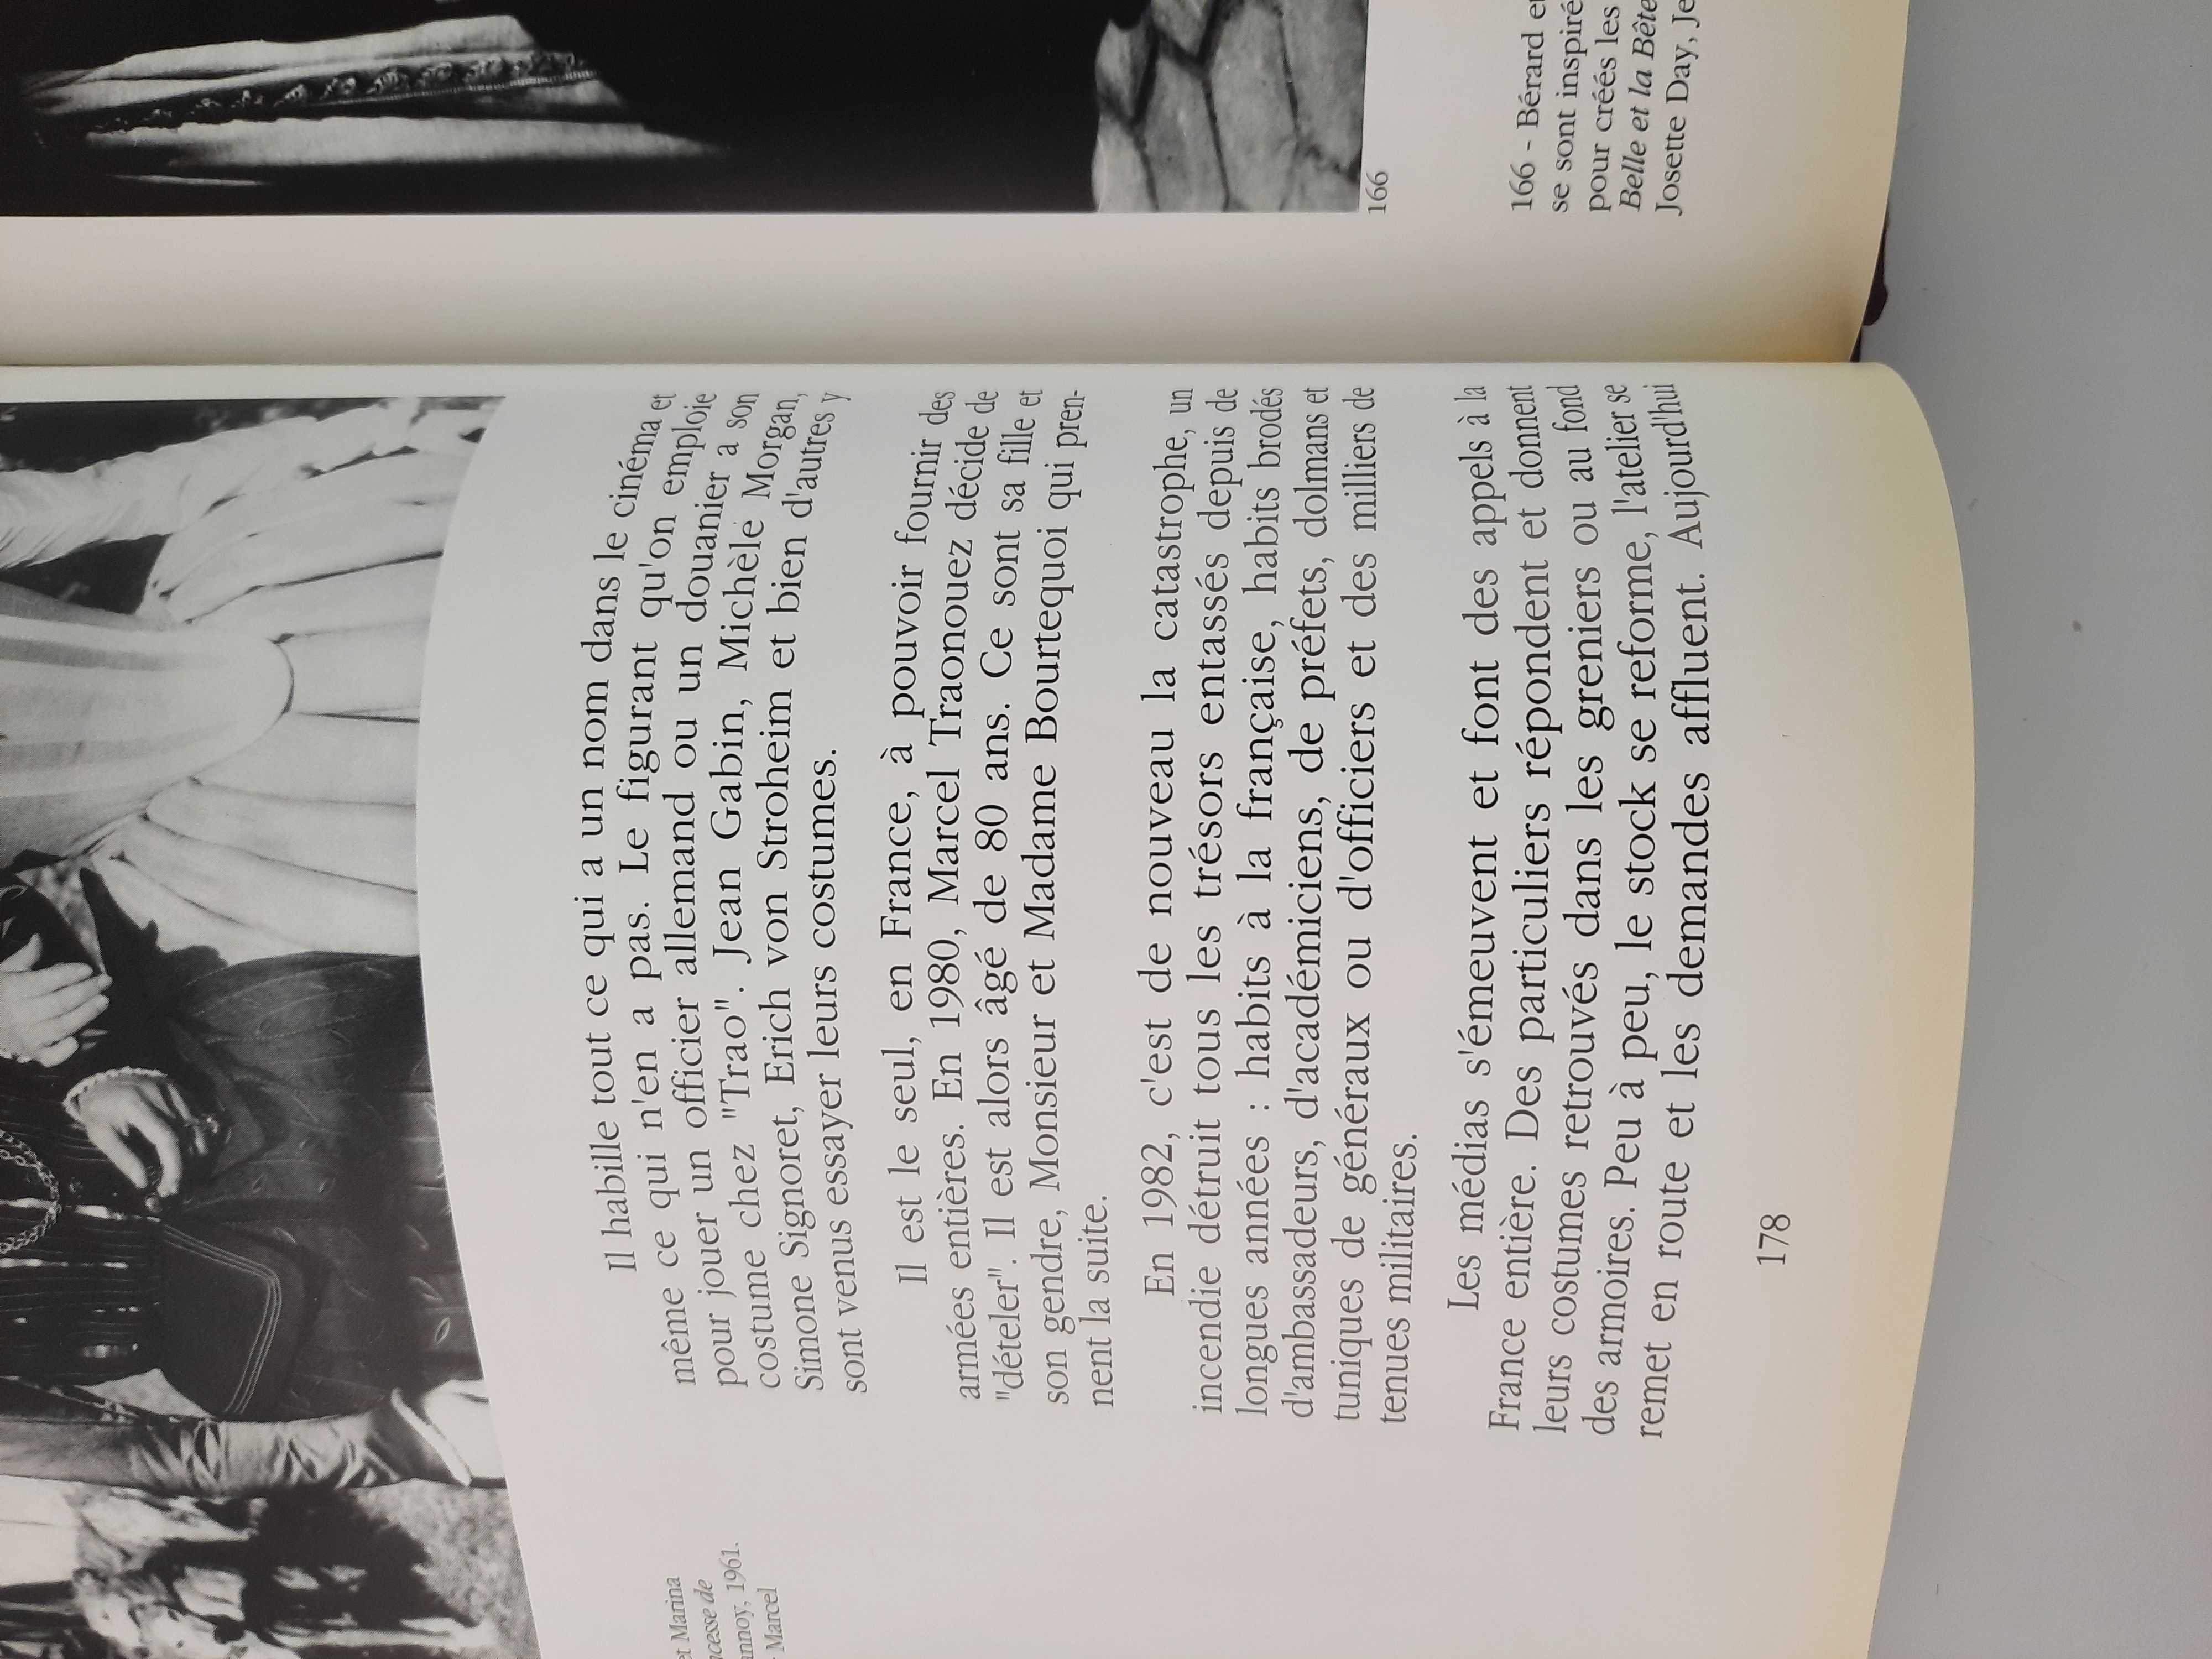 Il habille tout ce qui a un nom dans le cinéma et
même ce qui n'en a pas. Le figurant qu'on emploie
pour jouer un officier allemand ou un douanier a son
costume chez "Trao". Jean Gabin, Michèle Morgan,
Simone Signoret, Erich von Stroheim et bien d'autres y
sont venus essayer leurs costumes.
Il est le seul, en France, à pouvoir fournir des
armées entières. En 1980, Marcel Traonouez décide de
"dételer". Il est alors âgé de 80 ans. Ce sont sa fille et
son gendre, Monsieur et Madame Bourtequoi qui pren-
nent la suite.
En 1982, c'est de nouveau la catastrophe, un
incendie détruit tous les trésors entassés depuis de
longues années : habits à la française, habits brodés
d'ambassadeurs, d'académiciens, de préfets, dolmans et
tuniques de généraux ou d'officiers et des milliers de
tenues militaires.
Les médias s'émeuvent et font des appels à la
France entière. Des particuliers répondent et donnent
leurs costumes retrouvés dans les greniers ou au fond
des armoires. Peu à peu, le stock se reforme, l'atelier se
remet en route et les demandes affluent. Aujourd'hui
178
et Marina
cesse de
nnoy, 1961.
Marcel
166
166 - Bérard et
se sont inspiré
pour créés les
Belle et la Bête
Josette Day, Je